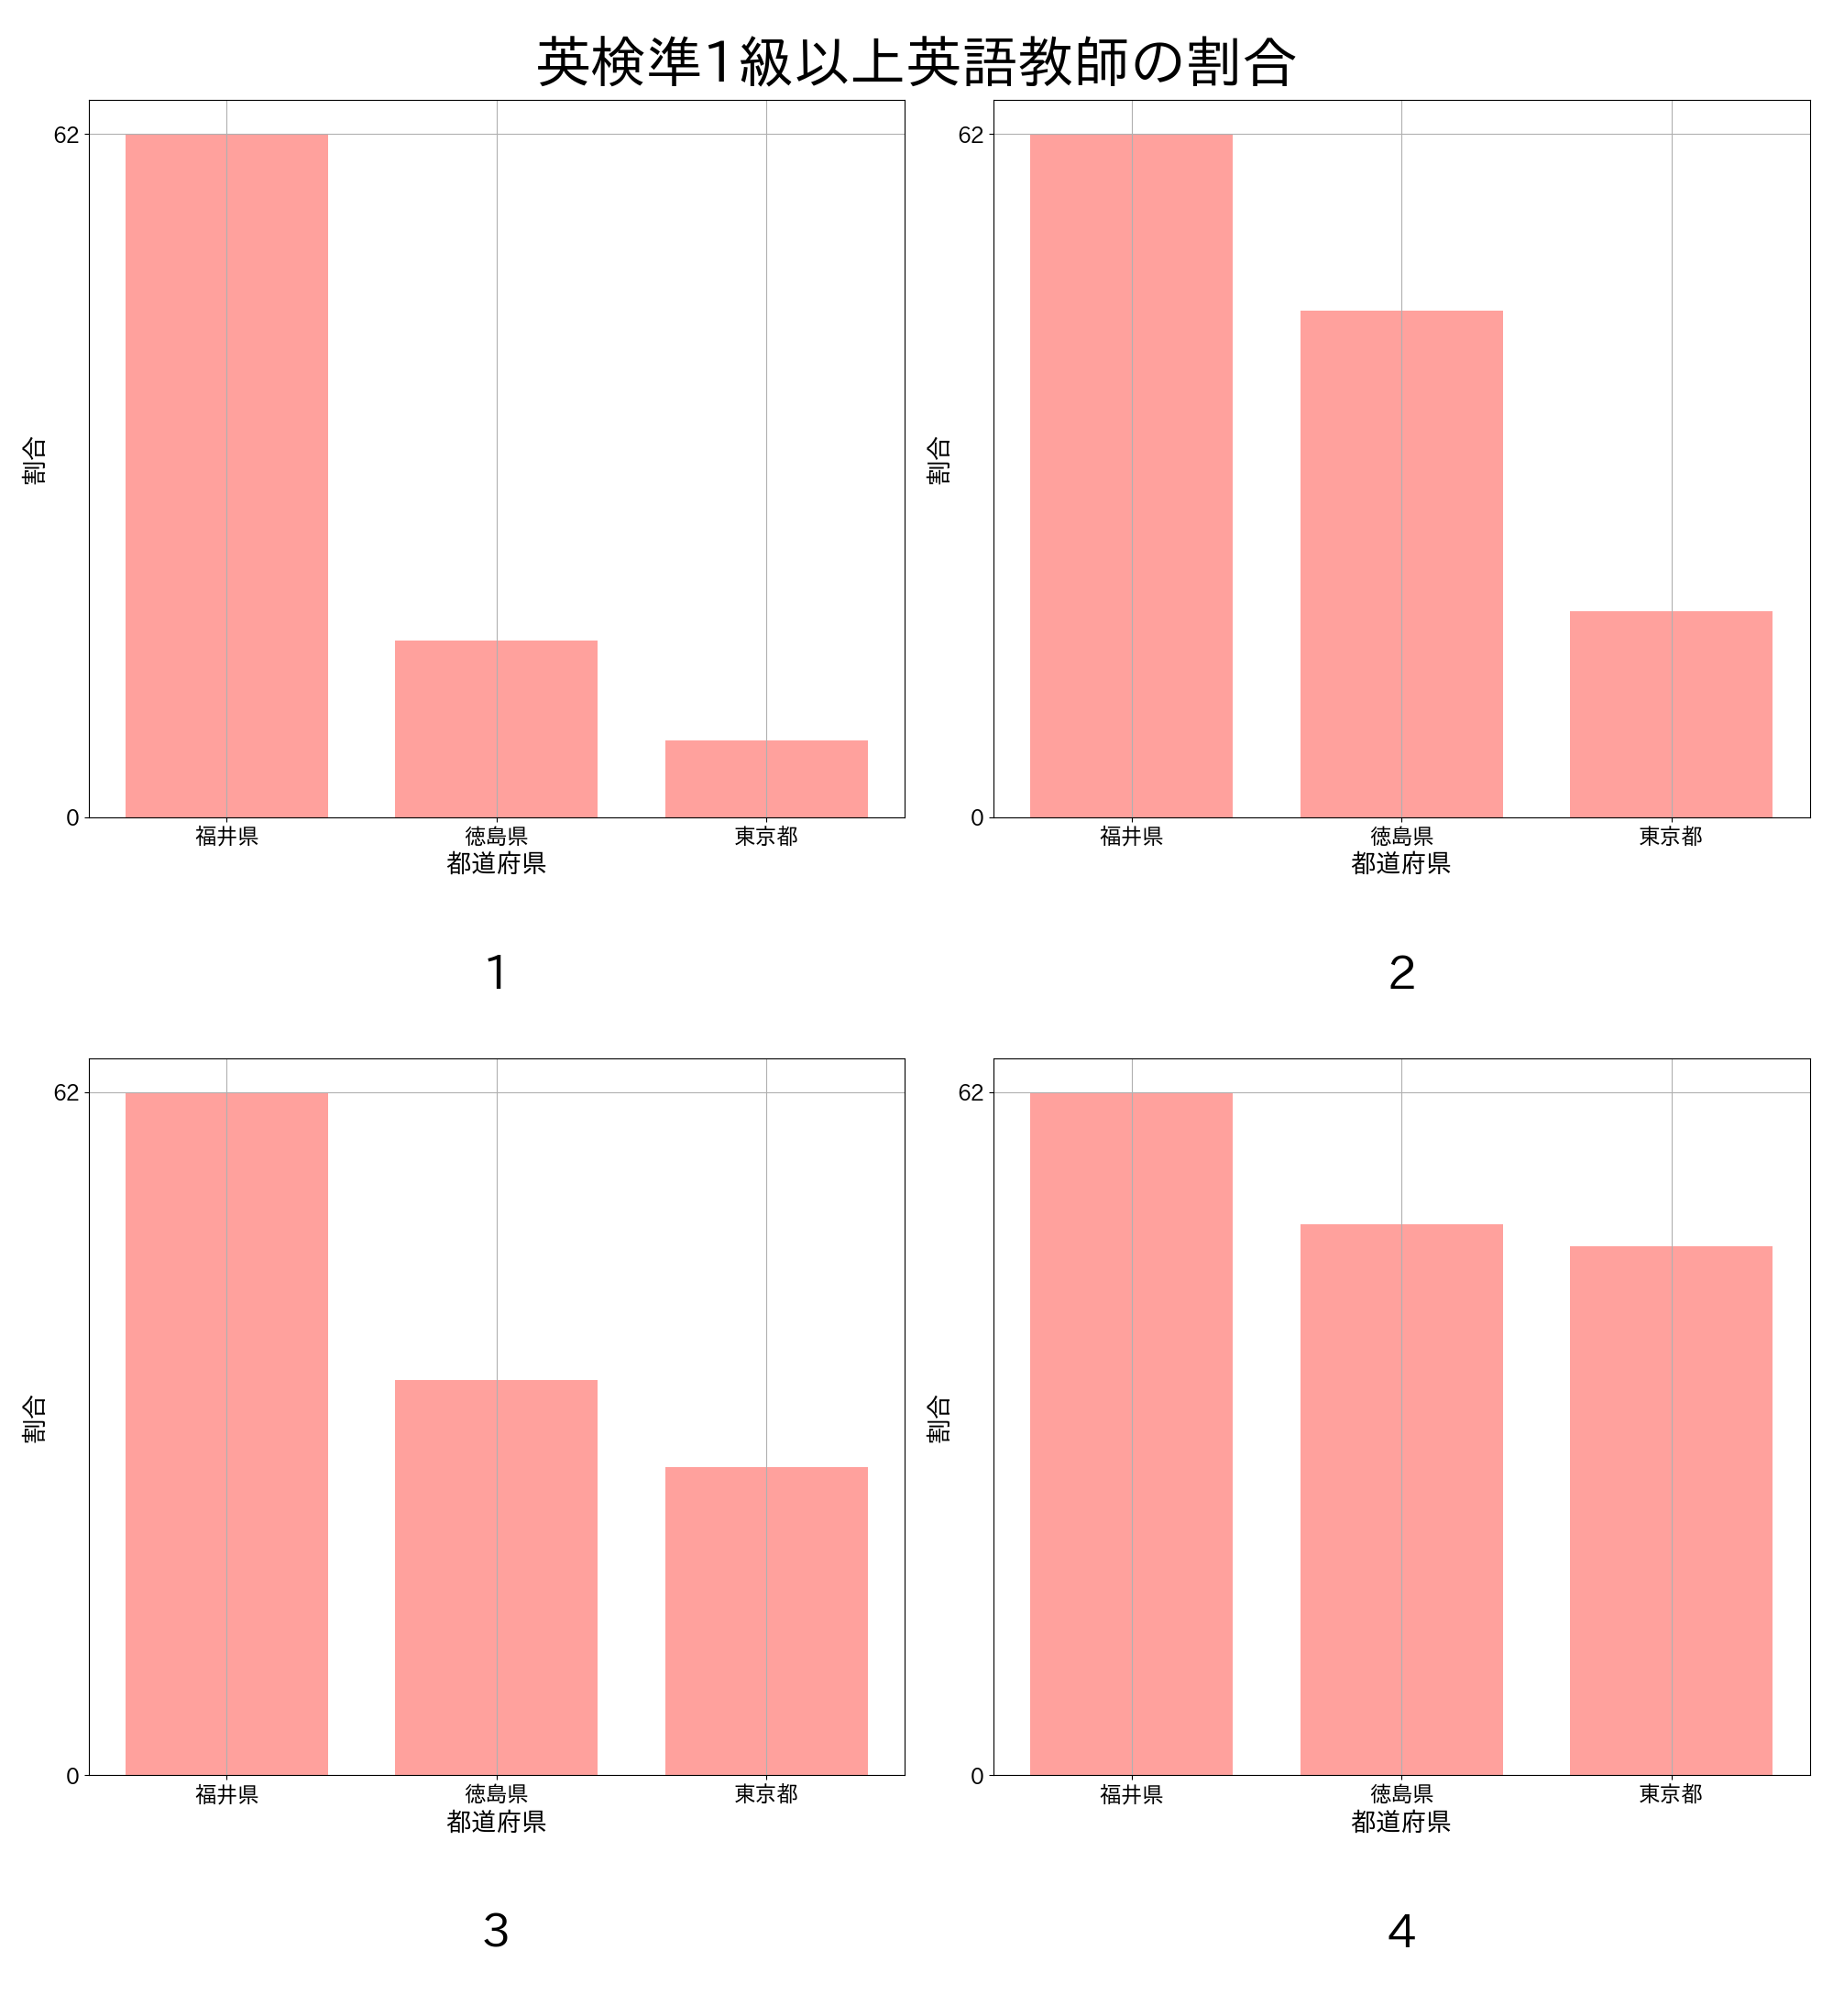 英検準1級以上英語教師の割合
62
0
割合
福井県 徳島県 東京都
都道府県
1
62
0
割合
福井県 徳島県 東京都
都道府県
2
62
0
割合
福井県 徳島県 東京都
都道府県
3
62
0
割合
福井県 徳島県 東京都
都道府県
4